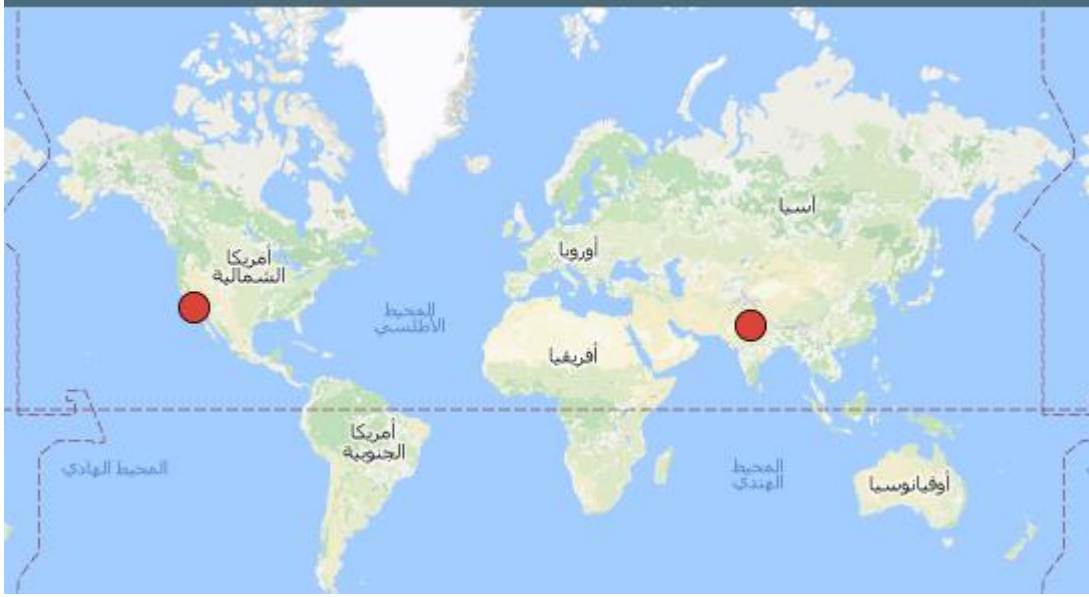 آسيا
أوروبا
أمريكا
الشمالية
المحيط
الأطلسي
أفريقيا
أمريكا
الجنوبية
المحيط الهادي
المحيط
الهندي
أوقيانوسيا